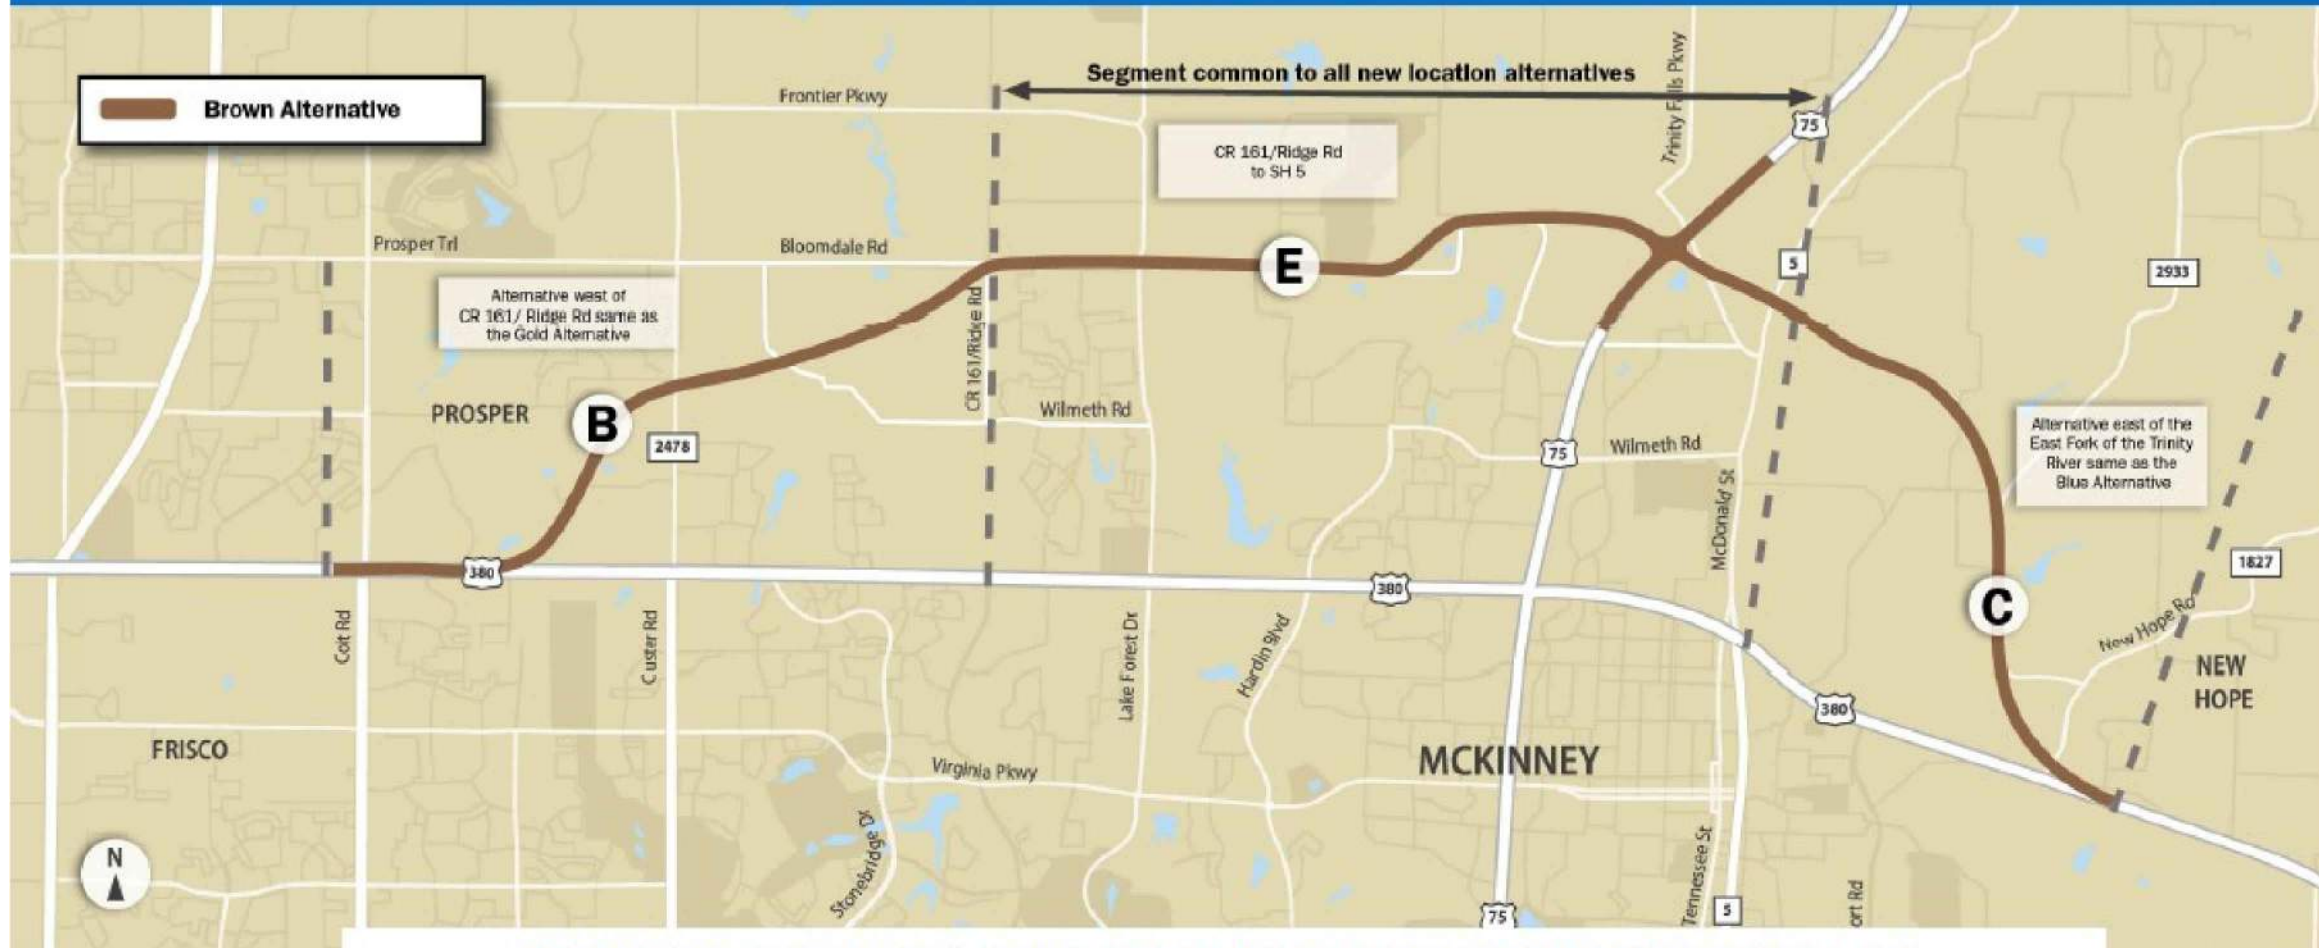 Segment common to all new location alternatives
Brown Alternative
Frontier Pkwy
Trinity Falls Pkwy
75
CR 161/Ridge Rd
to SH 5
Prosper Trl
Bloomdale Rd
E
5
2933
Alternative west of
CR 161/ Ridge Rd same as
the Gold Alternative
CR 161/Ridge Rd
PROSPER
B
2478
Wilmeth Rd
75
Wilmeth Rd
McDonald St
Alternative east of the
East Fork of the Trinity
River same as the
Blue Alternative
380
380
1827
C
New Hope Rd
NEW
HOPE
Coit Rd
Custer Rd
Lake Forest Dr
Hardin Blvd
380
FRISCO
Virginia Pkwy
MCKINNEY
N
Stonebridge Dr
75
Tennessee St
5
ort Rd